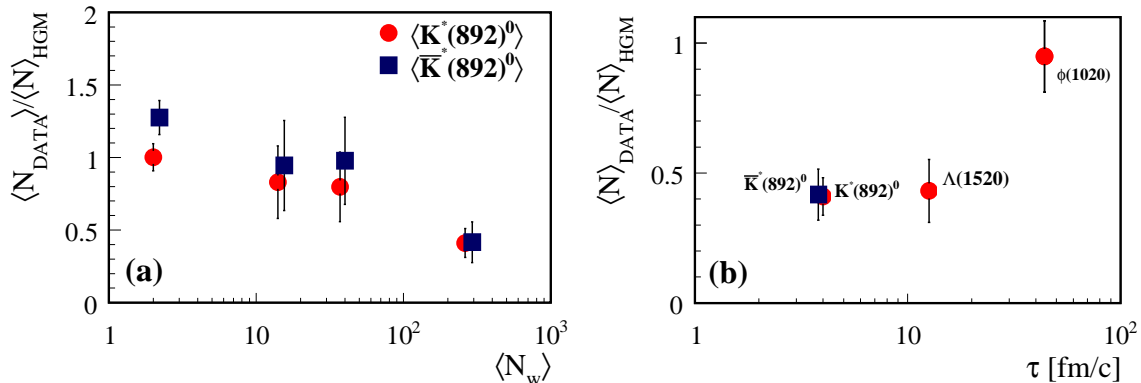 ⟨N_DATA⟩/⟨N⟩_HGM
2
1.5
1
0.5
0
⟨K*(892)⁰⟩
⟨K̅*(892)⁰⟩
(a)
1
10
10²
10³
⟨N_w⟩
⟨N⟩_DATA/⟨N⟩_HGM
1
0.5
0
ϕ(1020)
K̅*(892)⁰
K*(892)⁰
Λ(1520)
(b)
1
10
10²
τ [fm/c]